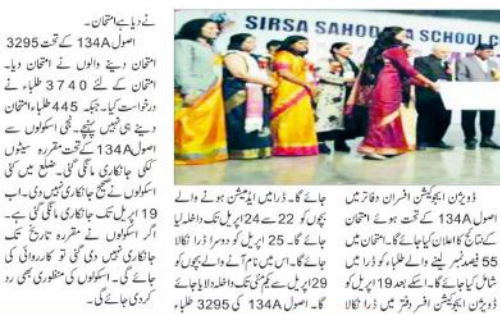 SIRSA SAHOD A SCHOOL C
ڈویژن ایجوکیشن افسران دفاتر میں
اصول 134A کے تحت ہوئے امتحان
کے نتائج کا اعلان کیا جائے گا۔ امتحان میں
55 فیصد نمبر لینے والے طلباء کو ڈرا میں
شامل کیا جائے گا۔ اسکے بعد 19 اپریل کو
ڈویژن ایجوکیشن افسر دفتر میں ڈرا نکالا
جائے گا۔ ڈرا میں ایڈمیشن ہونے والے
بچوں کو 22 سے 24 اپریل تک داخلہ لیا
جائے گا۔ 25 اپریل کو دوسرا ڈرا نکالا
جائے گا۔ اس میں نام آنے والے بچوں کو
29 اپریل سے یکم مئی تک داخلہ دلایا جائے
گا۔ اصول 134A کی 3295 طلباء
نے دیا ہے امتحان۔
اصول 134A کے تحت 3295
امتحان دینے والوں نے امتحان دیا۔
امتحان کے لئے 3740 طلباء نے
درخواست کیا۔ جبکہ 445 طلباء امتحان
دینے ہی نہیں پہنچے۔ نجی اسکولوں سے
اصول 134A کے تحت مقررہ سیٹوں
کی جانکاری مانگی گئی۔ ضلع میں کئی
اسکولوں نے صحیح جانکاری نہیں دی۔ اب
19 اپریل تک جانکاری مانگی گئی ہے۔
اگر اسکولوں نے مقررہ تاریخ تک
جانکاری نہیں دی گئی تو کارروائی کی
جائے گی۔ اسکولوں کی منظوری بھی رد
کردی جائے گی۔